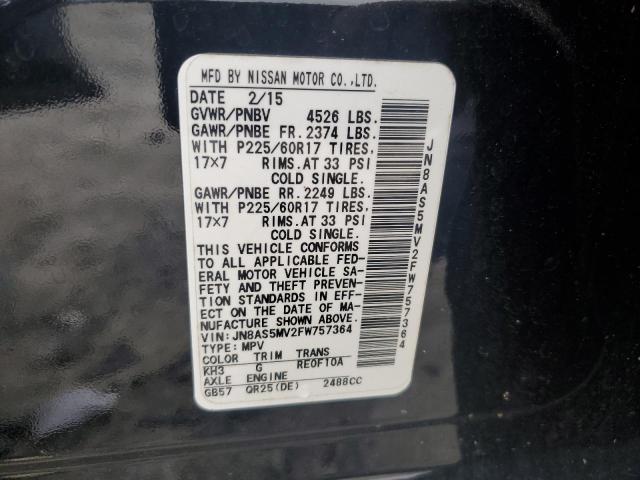 MFD BY NISSAN MOTOR CO.,LTD.
DATE 2/15
GVWR/PNBV 4526 LBS.
GAWR/PNBE FR. 2374 LBS.
WITH P225/60R17 TIRES.
17×7 RIMS.AT 33 PSI
COLD SINGLE.
GAWR/PNBE RR. 2249 LBS.
WITH P225/60R17 TIRES.
17×7 RIMS.AT 33 PSI
COLD SINGLE.
THIS VEHICLE CONFORMS
TO ALL APPLICABLE FED-
ERAL MOTOR VEHICLE SA-
FETY AND THEFT PREVEN-
TION STANDARDS IN EFF-
ECT ON THE DATE OF MA-
NUFACTURE SHOWN ABOVE.
VIN: JN8AS5MV2FW757364
TYPE: MPV
COLOR TRIM TRANS
KH3 G RE0F10A
AXLE ENGINE
GB57 QR25(DE) 2488CC
JN8AS5MV2FW757364